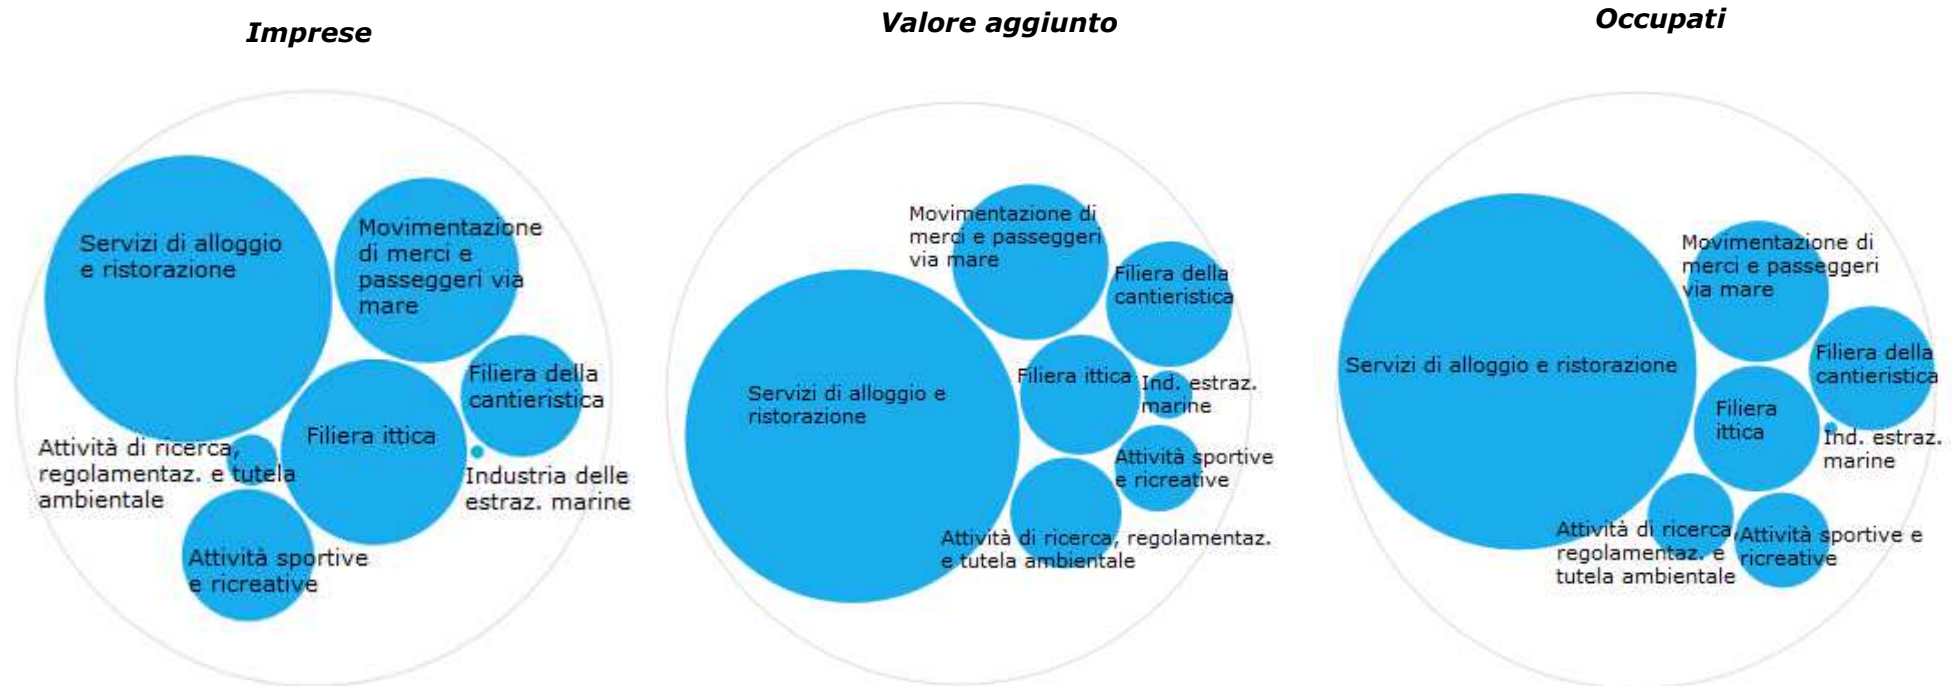 Imprese
Servizi di alloggio
e ristorazione
Movimentazione
di merci e
passeggeri via
mare
Filiera della
cantieristica
Filiera ittica
Attività di ricerca,
regolamentaz. e tutela
ambientale
Industria delle
estraz. marine
Attività sportive
e ricreative
Valore aggiunto
Movimentazione di
merci e passeggeri
via mare
Filiera della
cantieristica
Servizi di alloggio e
ristorazione
Filiera ittica
Ind. estraz.
marine
Attività sportive
e ricreative
Attività di ricerca, regolamentaz.
e tutela ambientale
Occupati
Movimentazione di
merci e passeggeri
via mare
Servizi di alloggio e ristorazione
Filiera della
cantieristica
Filiera
ittica
Ind. estraz.
marine
Attività di ricerca,
regolamentaz. e
tutela ambientale
Attività sportive e
ricreative